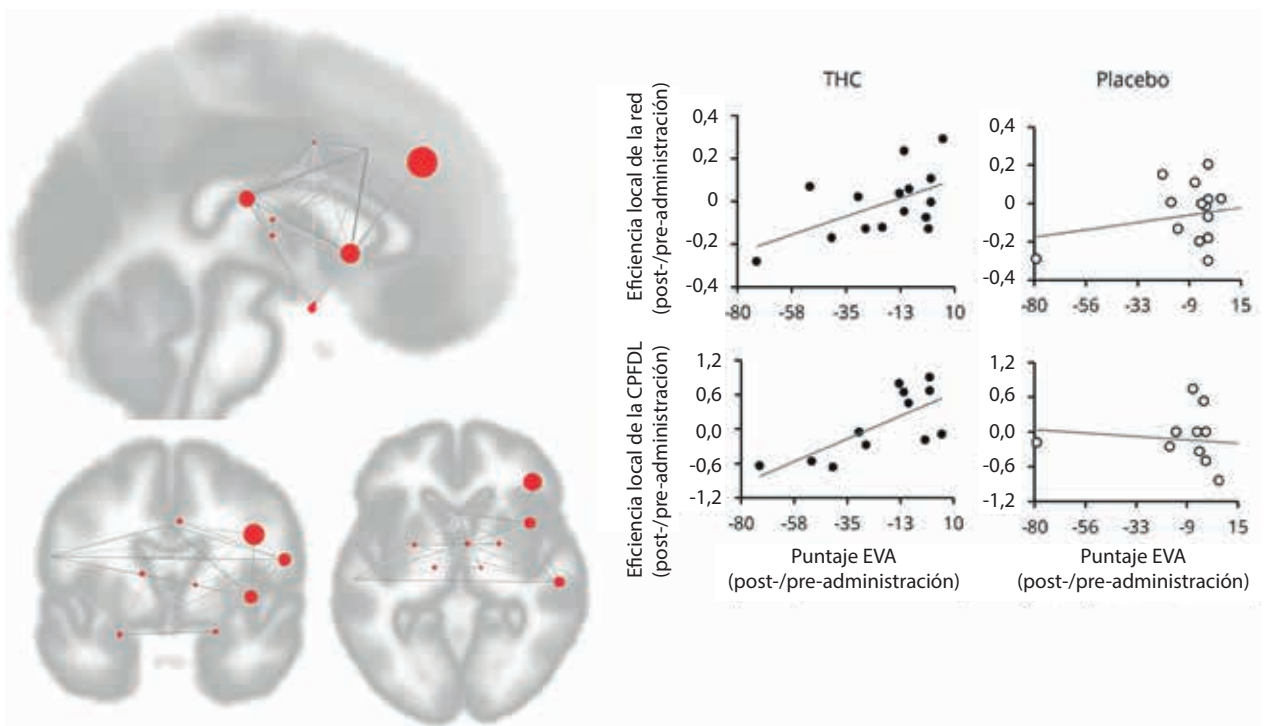 THC
Placebo
Eficiencia local de la red
(post-/pre-administración)
0,4
0,2
0
-0,2
-0,4
-80 -58 -35 -13 10
0,4
0,2
0
-0,2
-0,4
-80 -56 -33 -9 15
Eficiencia local de la CPFDL
(post-/pre-administración)
1,2
0,6
0,0
-0,6
-1,2
-80 -58 -35 -13 10
1,2
0,6
0,0
-0,6
-1,2
-80 -56 -33 -9 15
Puntaje EVA
(post-/pre-administración)
Puntaje EVA
(post-/pre-administración)